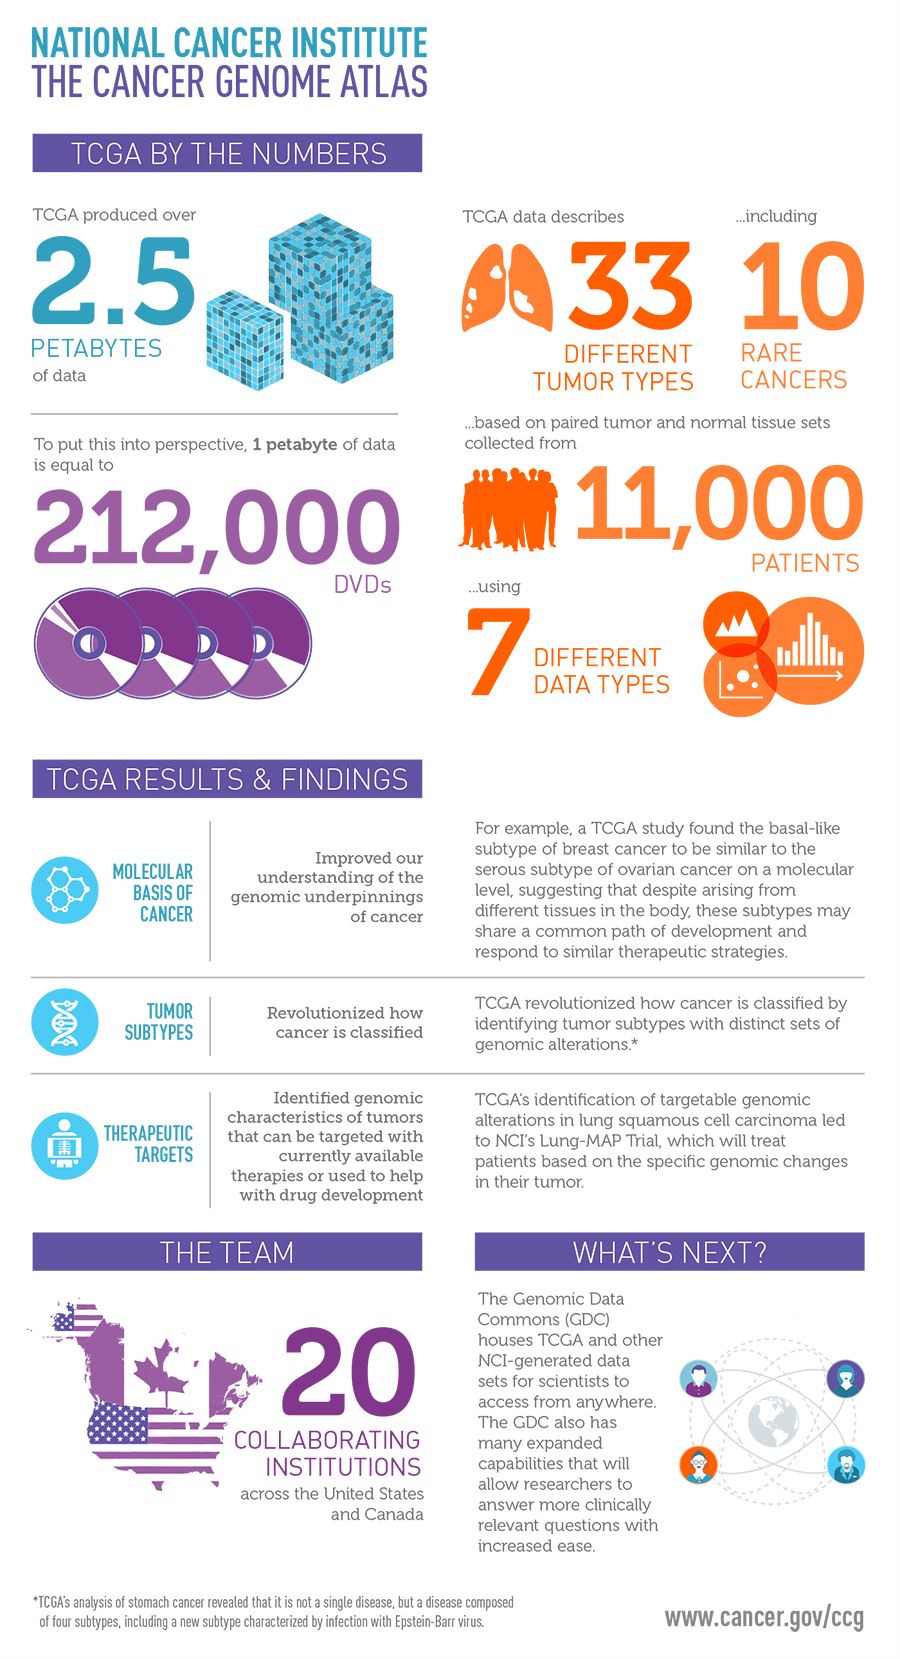 NATIONAL CANCER INSTITUTE
THE CANCER GENOME ATLAS
TCGA BY THE NUMBERS
TCGA produced over
2.5
PETABYTES
of data
To put this into perspective, 1 petabyte of data
is equal to
212,000
DVDs
TCGA data describes
33
DIFFERENT
TUMOR TYPES
...including
10
RARE
CANCERS
...based on paired tumor and normal tissue sets
collected from
11,000
PATIENTS
...using
7
DIFFERENT
DATA TYPES
TCGA RESULTS & FINDINGS
MOLECULAR
BASIS OF
CANCER
Improved our
understanding of the
genomic underpinnings
of cancer
For example, a TCGA study found the basal-like
subtype of breast cancer to be similar to the
serous subtype of ovarian cancer on a molecular
level, suggesting that despite arising from
different tissues in the body, these subtypes may
share a common path of development and
respond to similar therapeutic strategies.
TUMOR
SUBTYPES
Revolutionized how
cancer is classified
TCGA revolutionized how cancer is classified by
identifying tumor subtypes with distinct sets of
genomic alterations.*
THERAPEUTIC
TARGETS
Identified genomic
characteristics of tumors
that can be targeted with
currently available
therapies or used to help
with drug development
TCGA's identification of targetable genomic
alterations in lung squamous cell carcinoma led
to NCI's Lung-MAP Trial, which will treat
patients based on the specific genomic changes
in their tumor.
THE TEAM
20
COLLABORATING
INSTITUTIONS
across the United States
and Canada
WHAT'S NEXT?
The Genomic Data
Commons (GDC)
houses TCGA and other
NCI-generated data
sets for scientists to
access from anywhere.
The GDC also has
many expanded
capabilities that will
allow researchers to
answer more clinically
relevant questions with
increased ease.
*TCGA's analysis of stomach cancer revealed that it is not a single disease, but a disease composed
of four subtypes, including a new subtype characterized by infection with Epstein-Barr virus.
www.cancer.gov/ccg